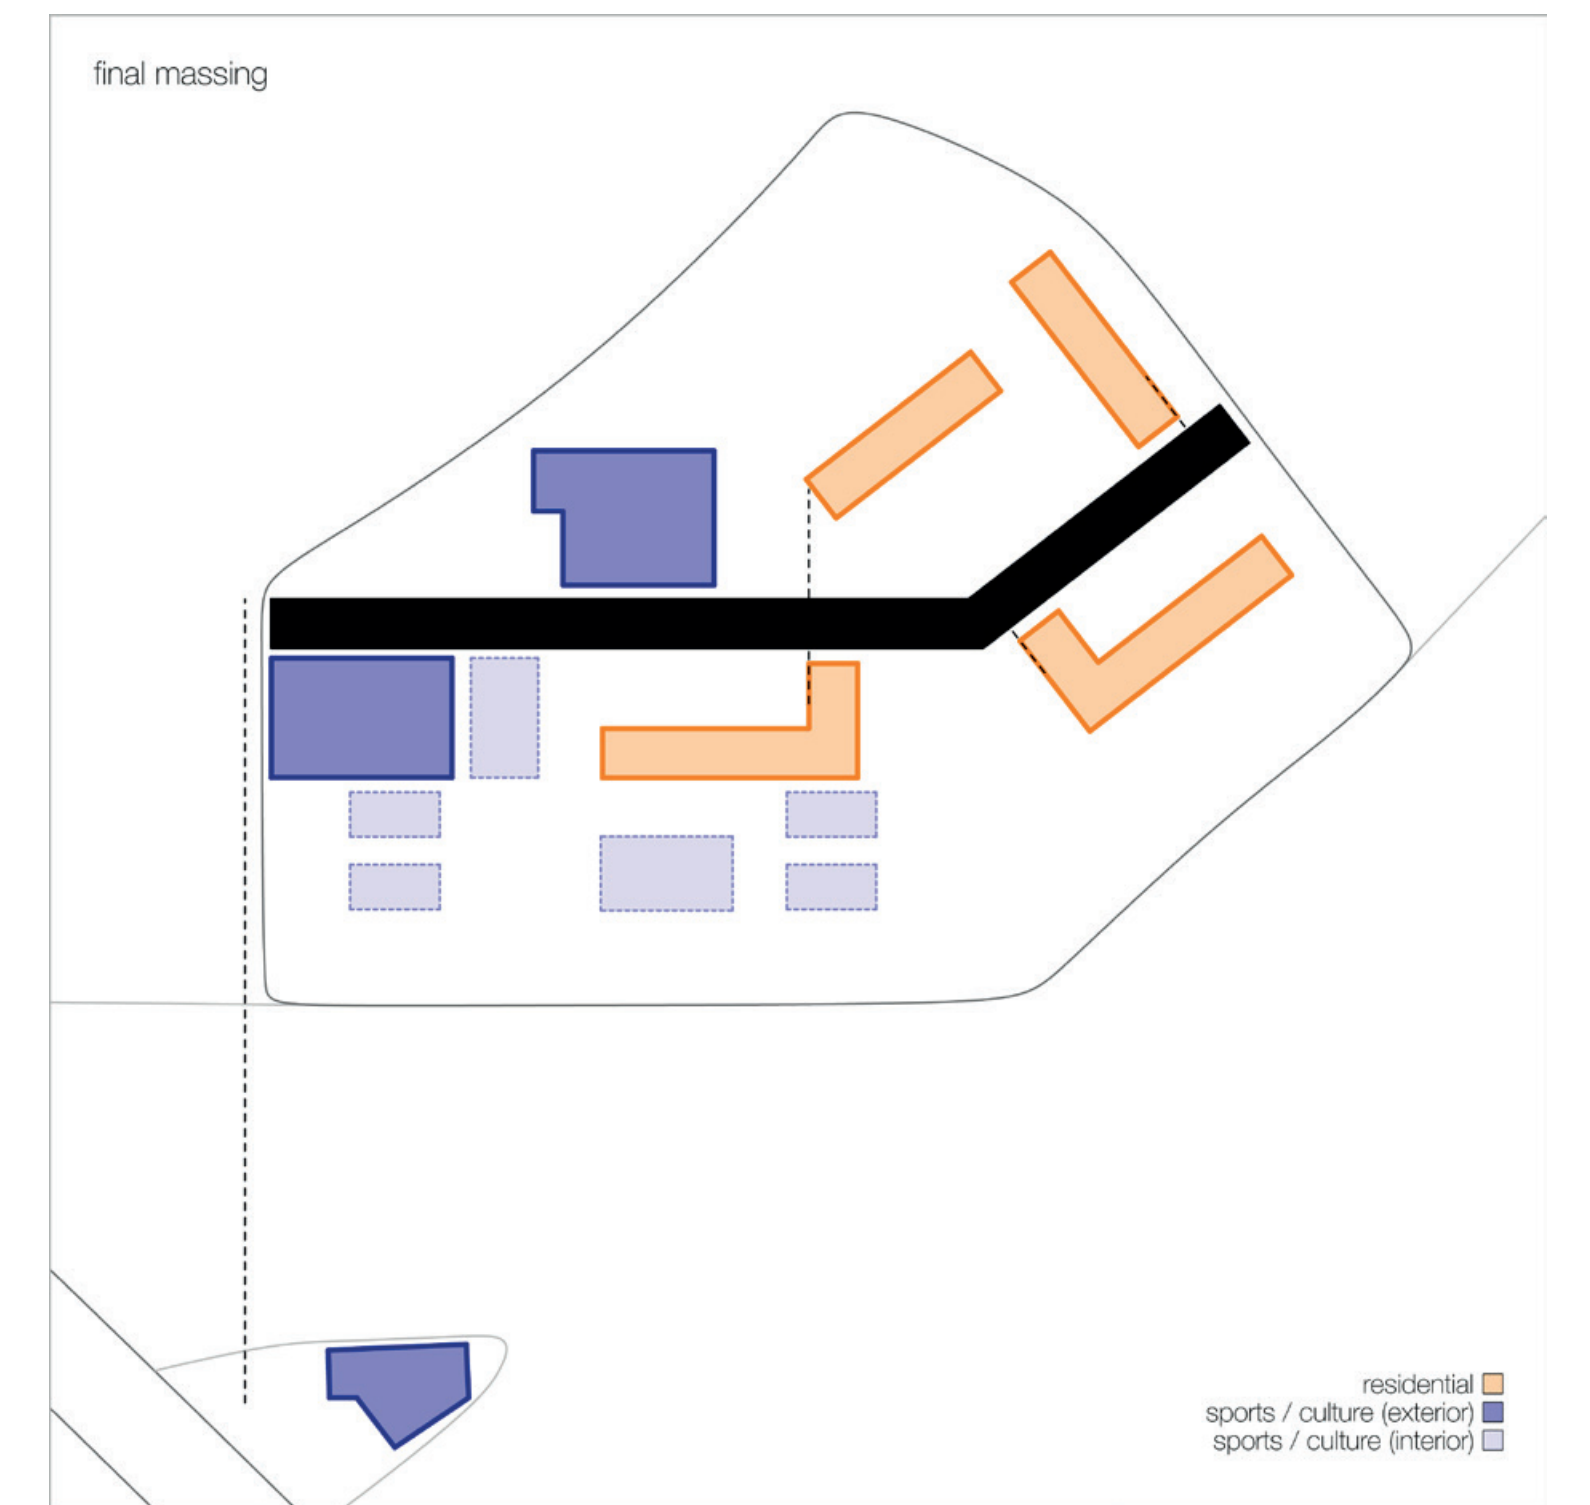 final massing
residential
sports / culture (exterior)
sports / culture (interior)